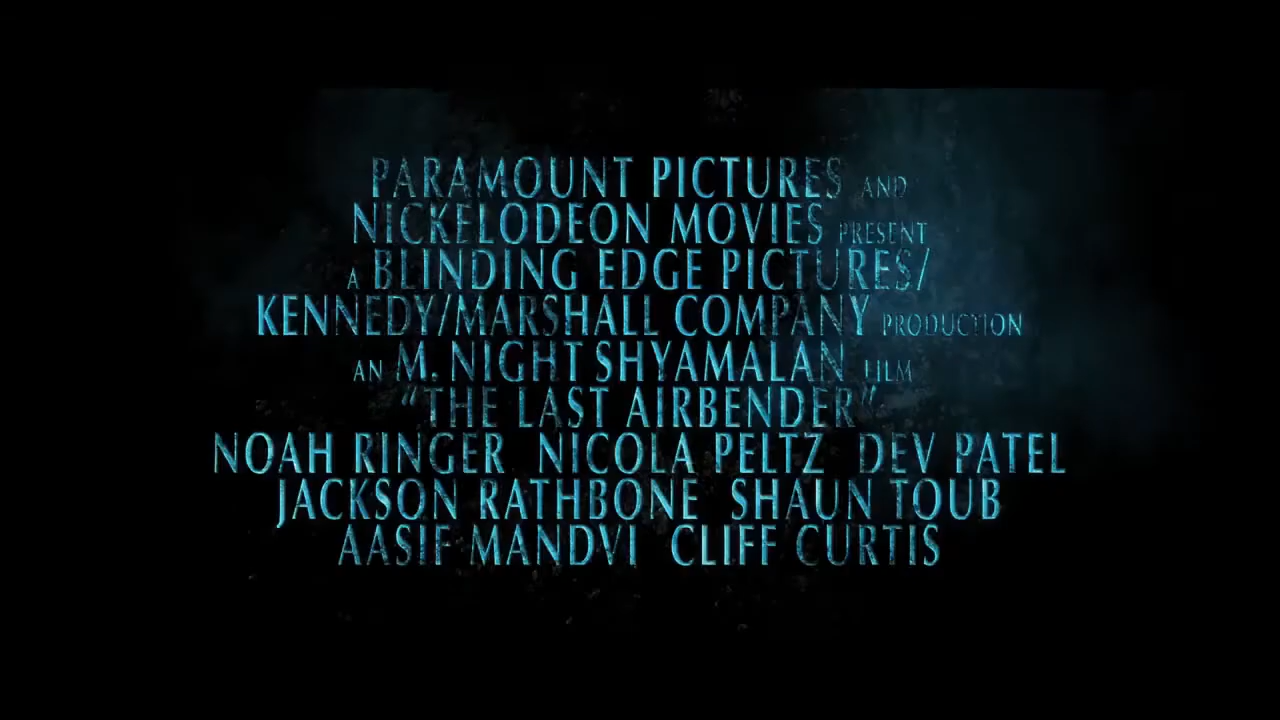 PARAMOUNT PICTURES AND
NICKELODEON MOVIES PRESENT
A BLINDING EDGE PICTURES/
KENNEDY/MARSHALL COMPANY PRODUCTION
AN M. NIGHT SHYAMALAN FILM
“THE LAST AIRBENDER”
NOAH RINGER NICOLA PELTZ DEV PATEL
JACKSON RATHBONE SHAUN TOUB
AASIF MANDVI CLIFF CURTIS